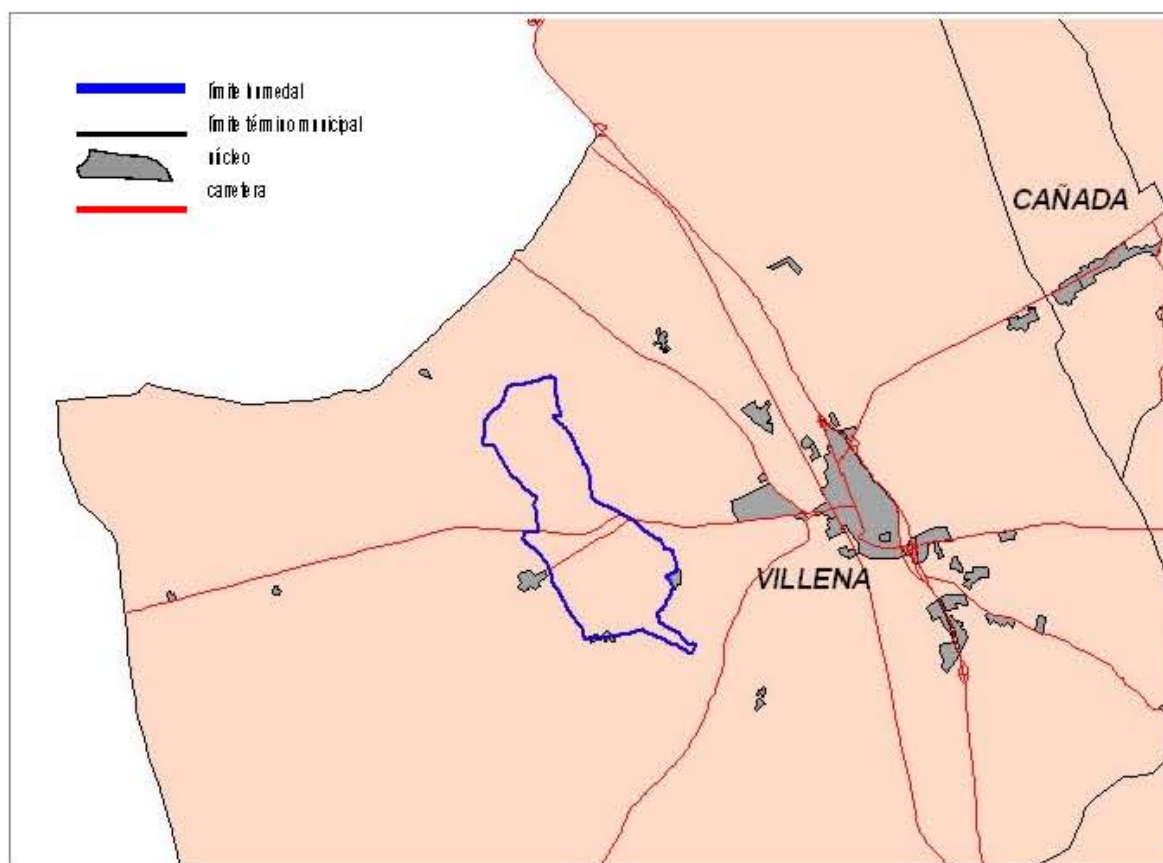 límite humedal
límite término municipal
núcleo
carretera
CAÑADA
VILLENA